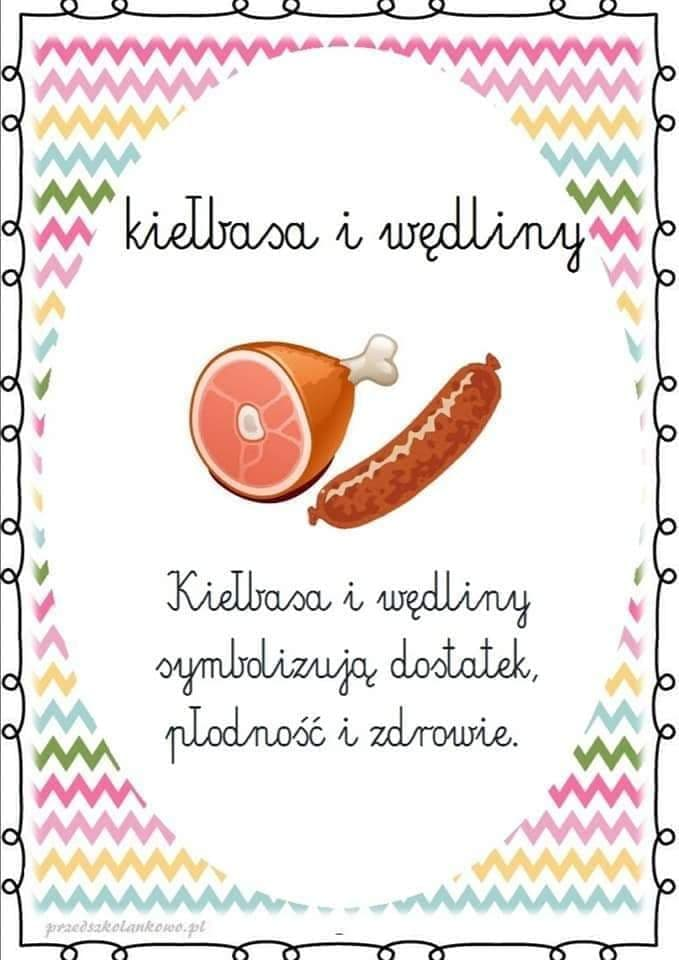 kiełbasa i wędliny
Kiełbasa i wędliny
symbolizują dostatek,
płodność i zdrowie.
przedszkolankowo.pl